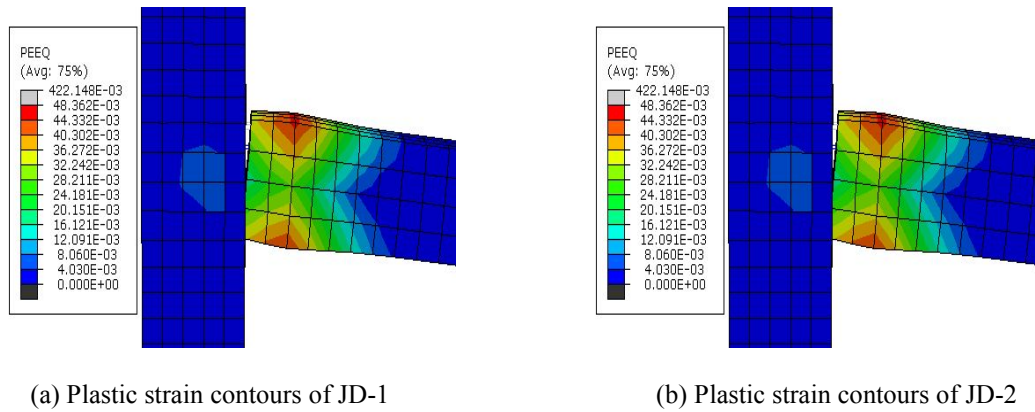 PEEQ
(Avg: 75%)
422.148E-03
48.362E-03
44.332E-03
40.302E-03
36.272E-03
32.242E-03
28.211E-03
24.181E-03
20.151E-03
16.121E-03
12.091E-03
8.060E-03
4.030E-03
0.000E+00
PEEQ
(Avg: 75%)
422.148E-03
48.362E-03
44.332E-03
40.302E-03
36.272E-03
32.242E-03
28.211E-03
24.181E-03
20.151E-03
16.121E-03
12.091E-03
8.060E-03
4.030E-03
0.000E+00
(a) Plastic strain contours of JD-1
(b) Plastic strain contours of JD-2